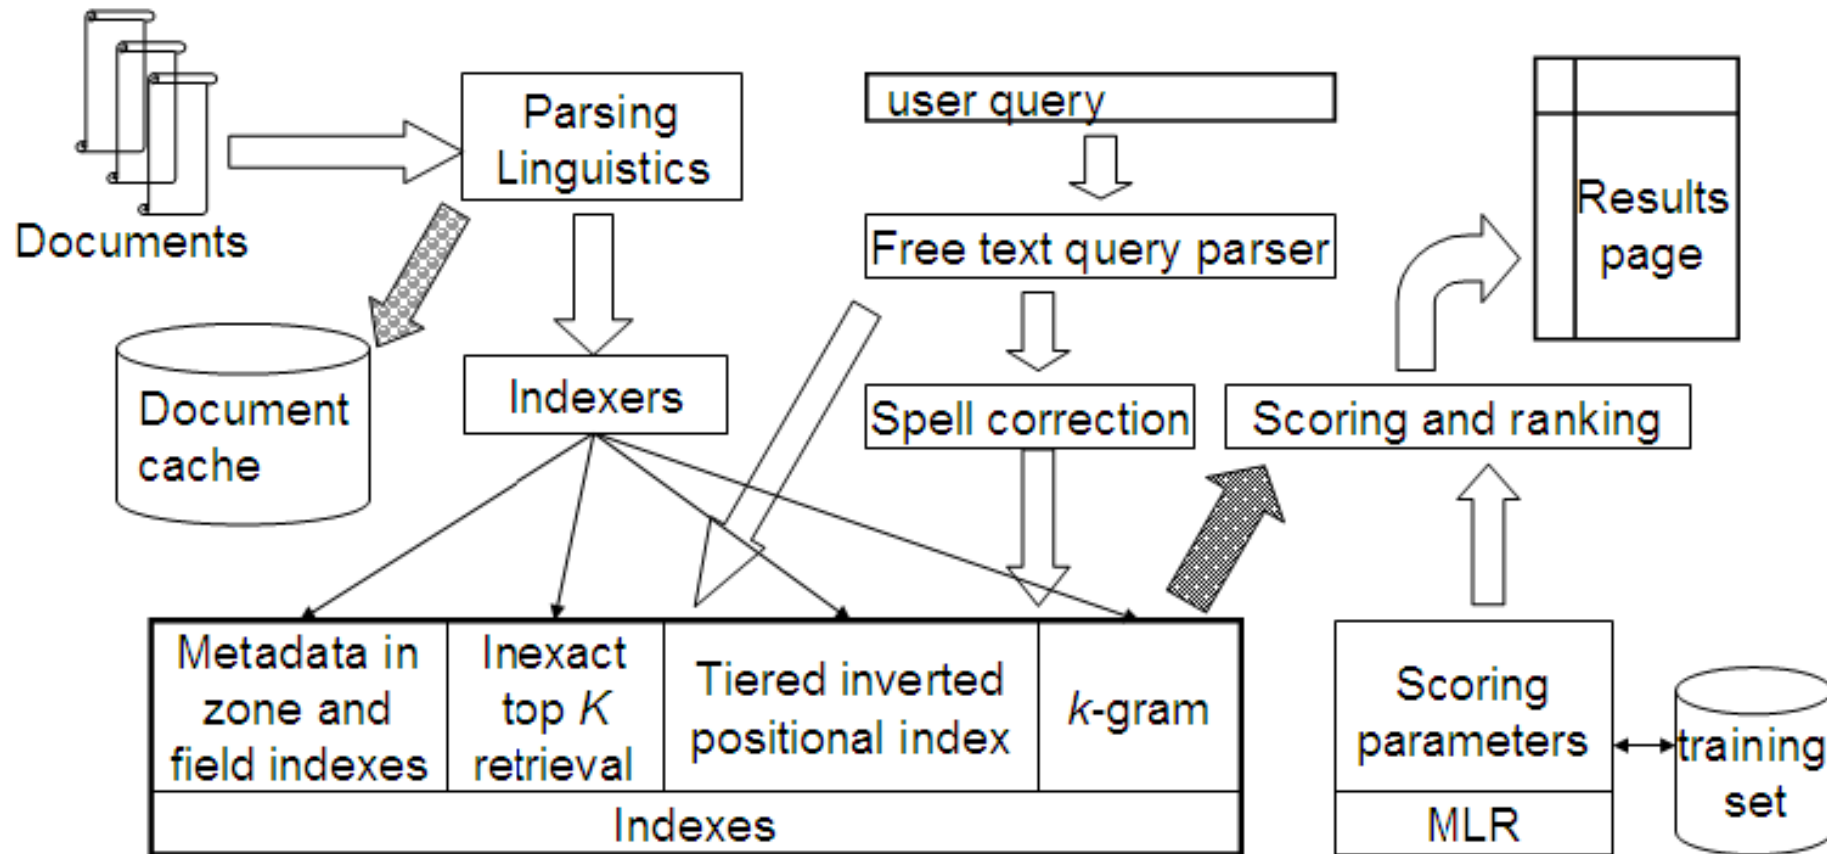 Documents
Parsing
Linguistics
user query
Free text query parser
Results
page
Document
cache
Indexers
Spell correction
Scoring and ranking
Metadata in
zone and
field indexes
Inexact
top K
retrieval
Tiered inverted
positional index
k-gram
Indexes
Scoring
parameters
MLR
training
set